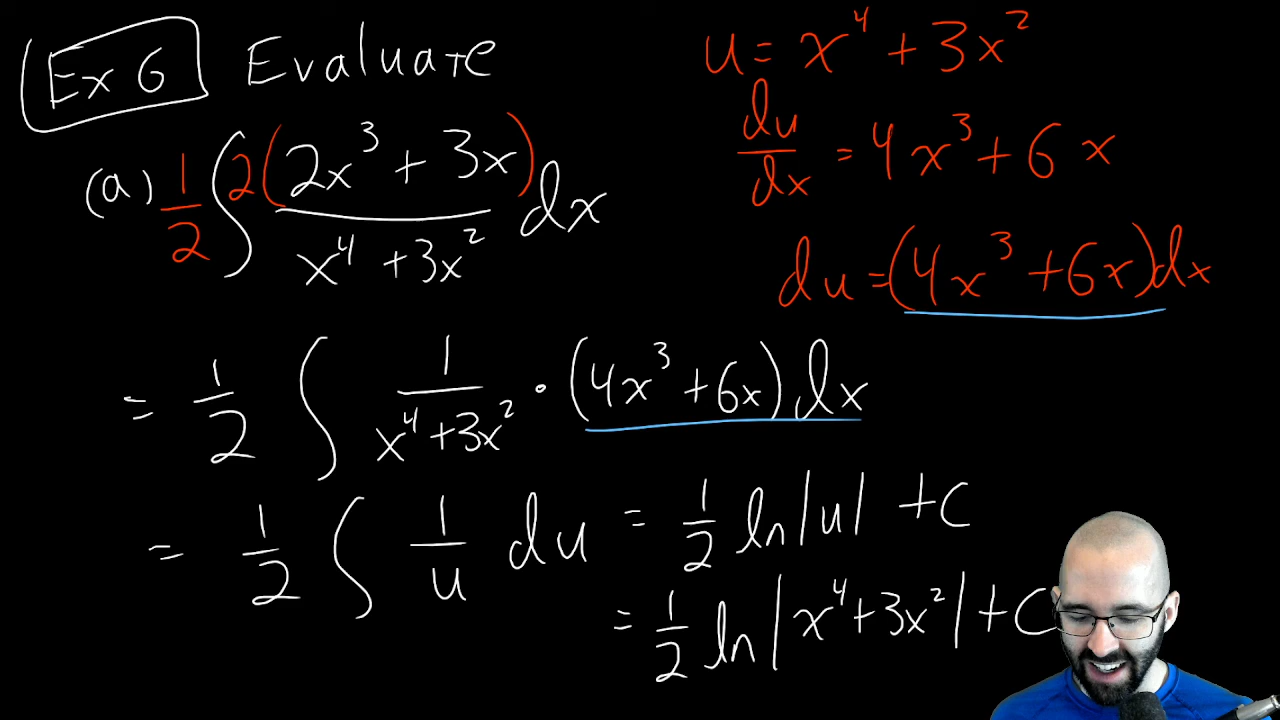 Ex 6 Evaluate
(a) 1/2 ∫ 2(2x³ + 3x) / (x⁴ + 3x²) dx
= 1/2 ∫ 1/(x⁴ + 3x²) · (4x³ + 6x) dx
= 1/2 ∫ 1/u du = 1/2 ln|u| + C
= 1/2 ln|x⁴ + 3x²| + C
u = x⁴ + 3x²
du/dx = 4x³ + 6x
du = (4x³ + 6x)dx